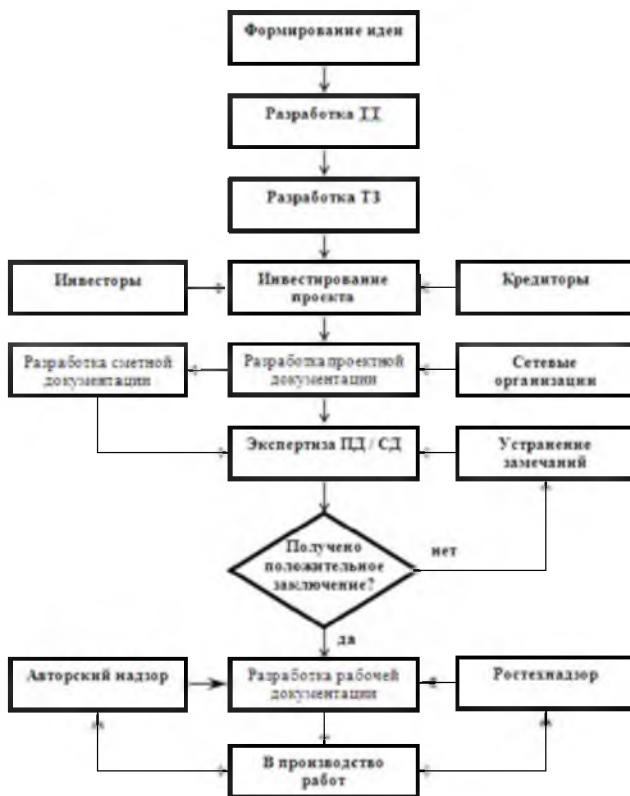 Формирование идеи
Разработка ТТ
Разработка ТЗ
Инвесторы
Инвестирование
проекта
Кредиторы
Разработка сметной
документации
Разработка проектной
документации
Сетевые
организации
Экспертиза ПД / СД
Устранение
замечаний
Получено
положительное
заключение?
нет
да
Авторский надзор
Разработка рабочей
документации
Ростехнадзор
В производство
работ